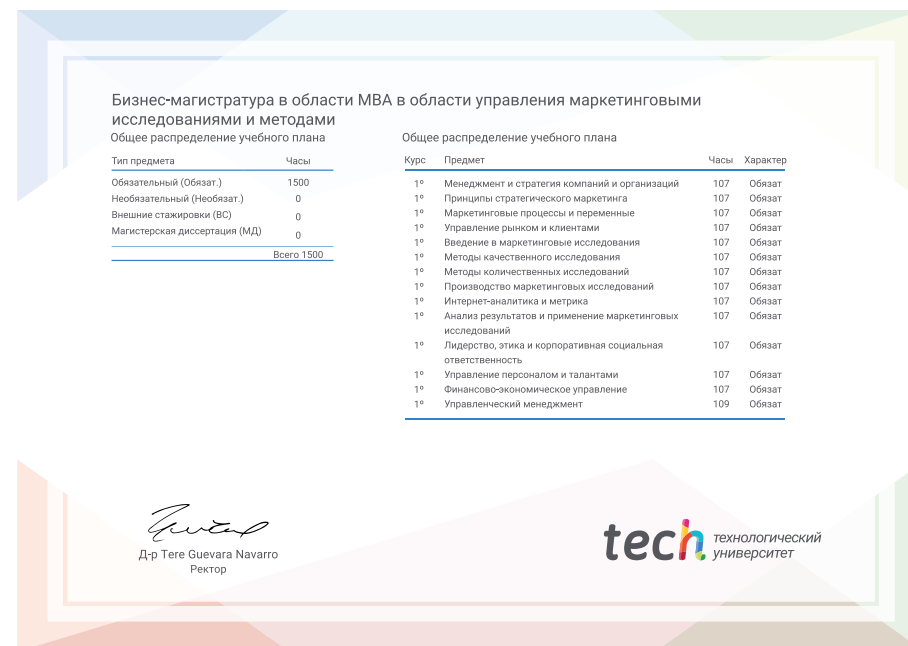 Бизнес-магистратура в области MBA в области управления маркетинговыми
исследованиями и методами
Общее распределение учебного плана
Тип предмета Часы
Обязательный (Обязат.) 1500
Необязательный (Необязат.) 0
Внешние стажировки (ВС) 0
Магистерская диссертация (МД) 0
Всего 1500
Общее распределение учебного плана
Курс Предмет Часы Характер
1º Менеджмент и стратегия компаний и организаций 107 Обязат
1º Принципы стратегического маркетинга 107 Обязат
1º Маркетинговые процессы и переменные 107 Обязат
1º Управление рынком и клиентами 107 Обязат
1º Введение в маркетинговые исследования 107 Обязат
1º Методы качественного исследования 107 Обязат
1º Методы количественных исследований 107 Обязат
1º Производство маркетинговых исследований 107 Обязат
1º Интернет-аналитика и метрика 107 Обязат
1º Анализ результатов и применение маркетинговых 107 Обязат
исследований
1º Лидерство, этика и корпоративная социальная 107 Обязат
ответственность
1º Управление персоналом и талантами 107 Обязат
1º Финансово-экономическое управление 107 Обязат
1º Управленческий менеджмент 109 Обязат
Д-р Tere Guevara Navarro
Ректор
tech технологический
университет